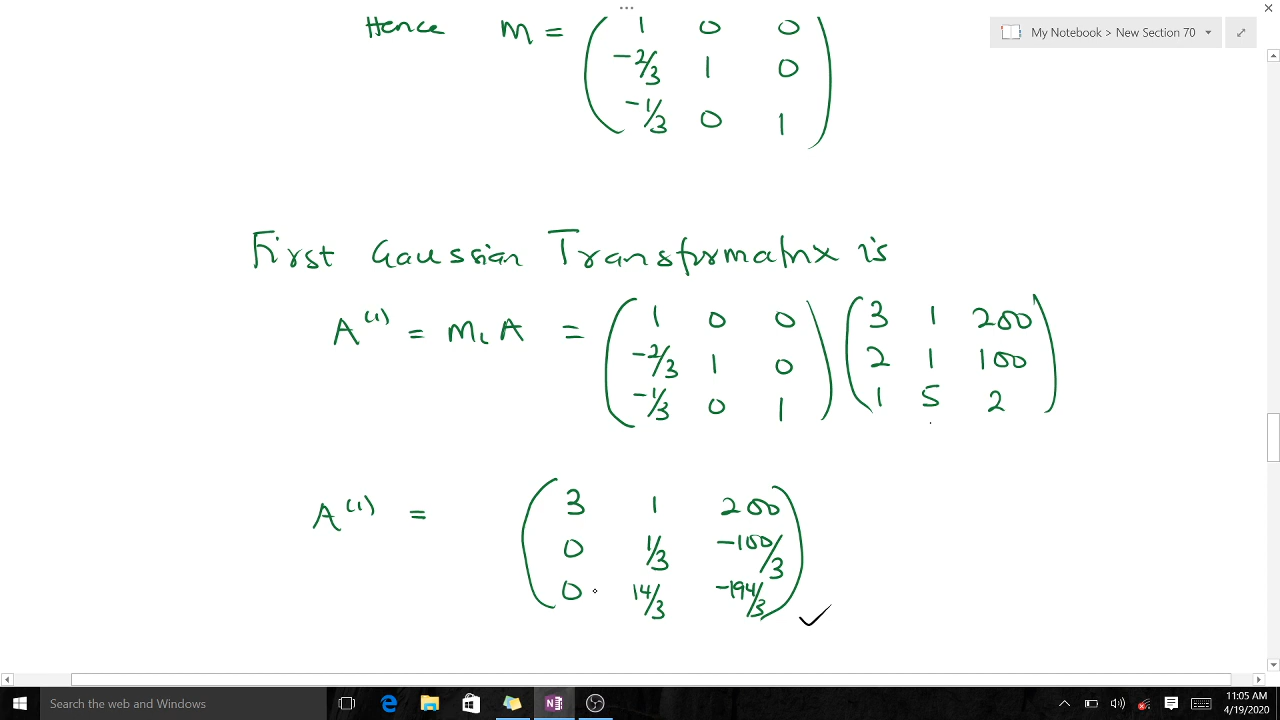 My Notebook > New Section 70
Hence M = ( 1 0 0
-2/3 1 0
-1/3 0 1 )
First Gaussian Transformatnx is
A^(1) = M₁ A = ( 1 0 0 ) ( 3 1 200 )
-2/3 1 0 2 1 100
-1/3 0 1 1 5 2
A^(1) = ( 3 1 200
0 1/3 -100/3
0 14/3 -194/3 ) ✓
Search the web and Windows
11:05 AM
4/19/2020